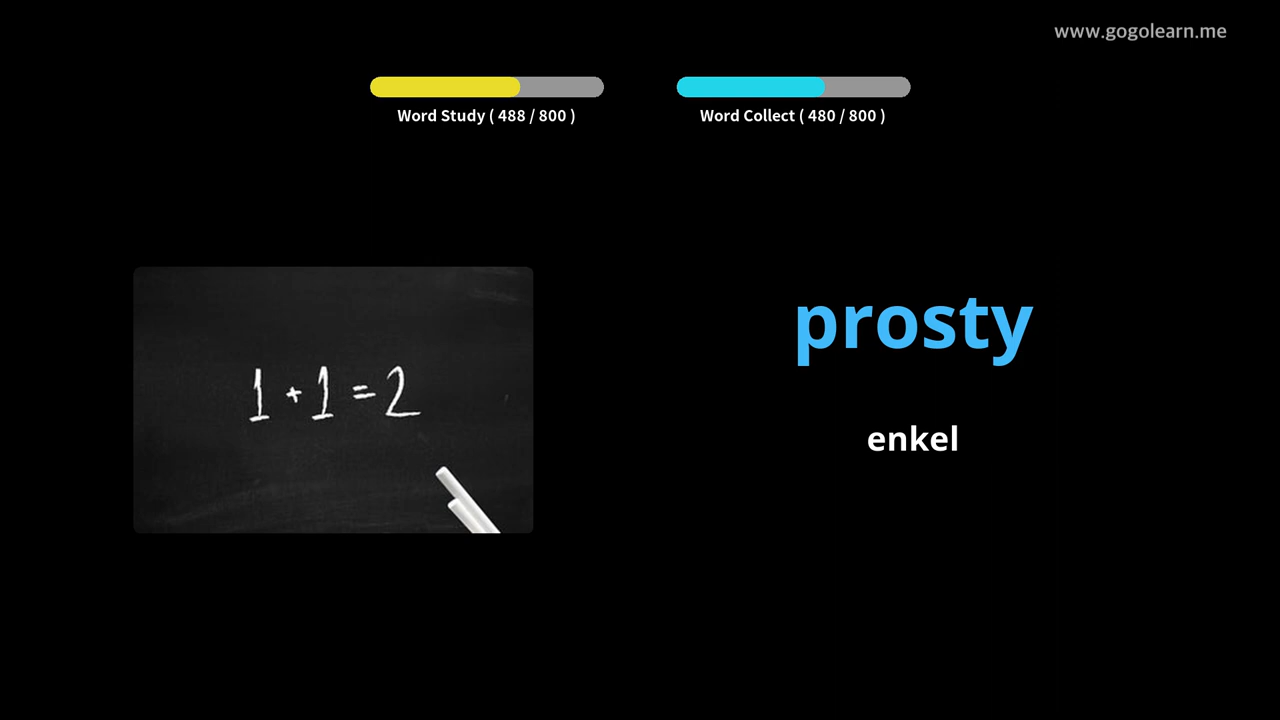 www.gogolearn.me
Word Study ( 488 / 800 )
Word Collect ( 480 / 800 )
1 + 1 = 2
prosty
enkel